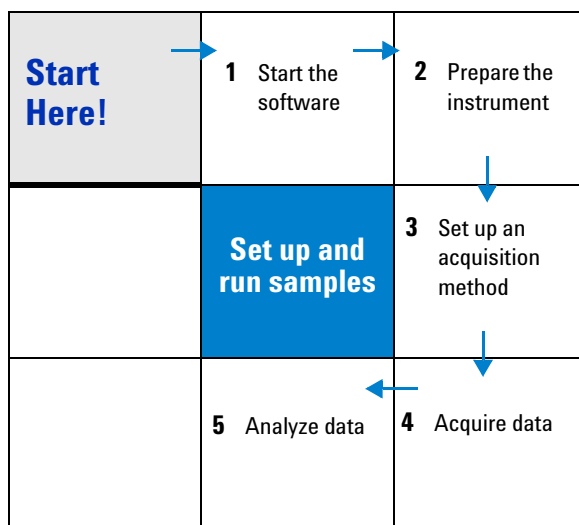 Start
Here!
1 Start the
software
2 Prepare the
instrument
Set up and
run samples
3 Set up an
acquisition
method
5 Analyze data
4 Acquire data